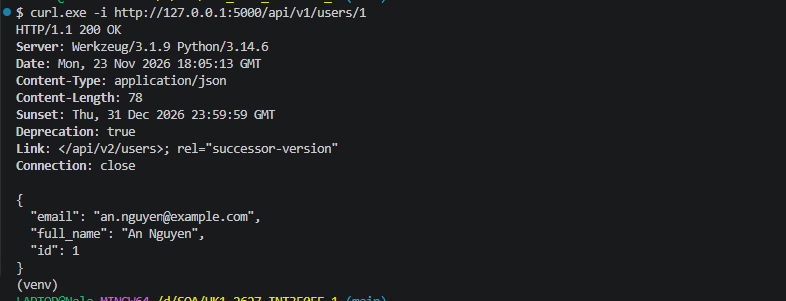 $ curl.exe -i http://127.0.0.1:5000/api/v1/users/1
HTTP/1.1 200 OK
Server: Werkzeug/3.1.9 Python/3.14.6
Date: Mon, 23 Nov 2026 18:05:13 GMT
Content-Type: application/json
Content-Length: 78
Sunset: Thu, 31 Dec 2026 23:59:59 GMT
Deprecation: true
Link: </api/v2/users>; rel="successor-version"
Connection: close

{
  "email": "an.nguyen@example.com",
  "full_name": "An Nguyen",
  "id": 1
}
(venv)